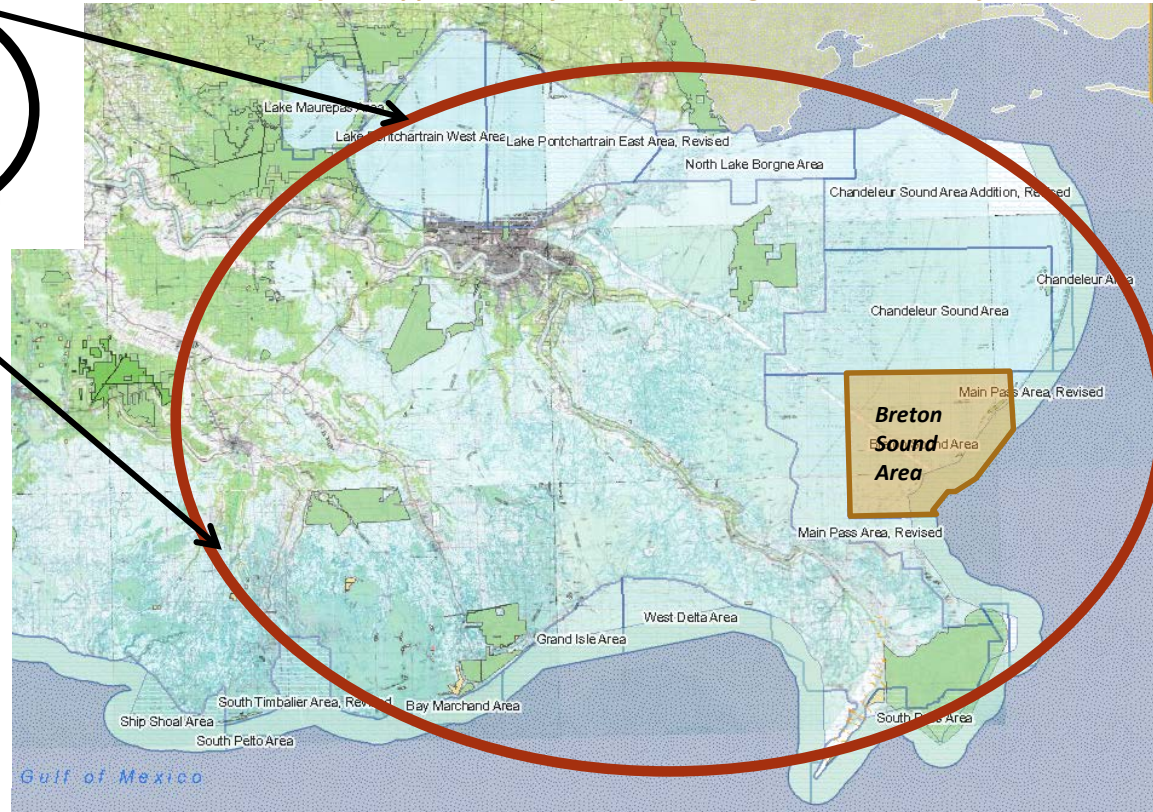 Lake Maurepas Area
Lake Pontchartrain West Area
Lake Pontchartrain East Area, Revised
North Lake Borgne Area
Chandeleur Sound Area Addition, Revised
Chandeleur Area
Chandeleur Sound Area
Main Pass Area, Revised
Breton
Sound
Area
Breton Sound Area
Main Pass Area, Revised
West Delta Area
Grand Isle Area
South Timbalier Area, Revised
Bay Marchand Area
Ship Shoal Area
South Pelto Area
South Pass Area
Gulf of Mexico